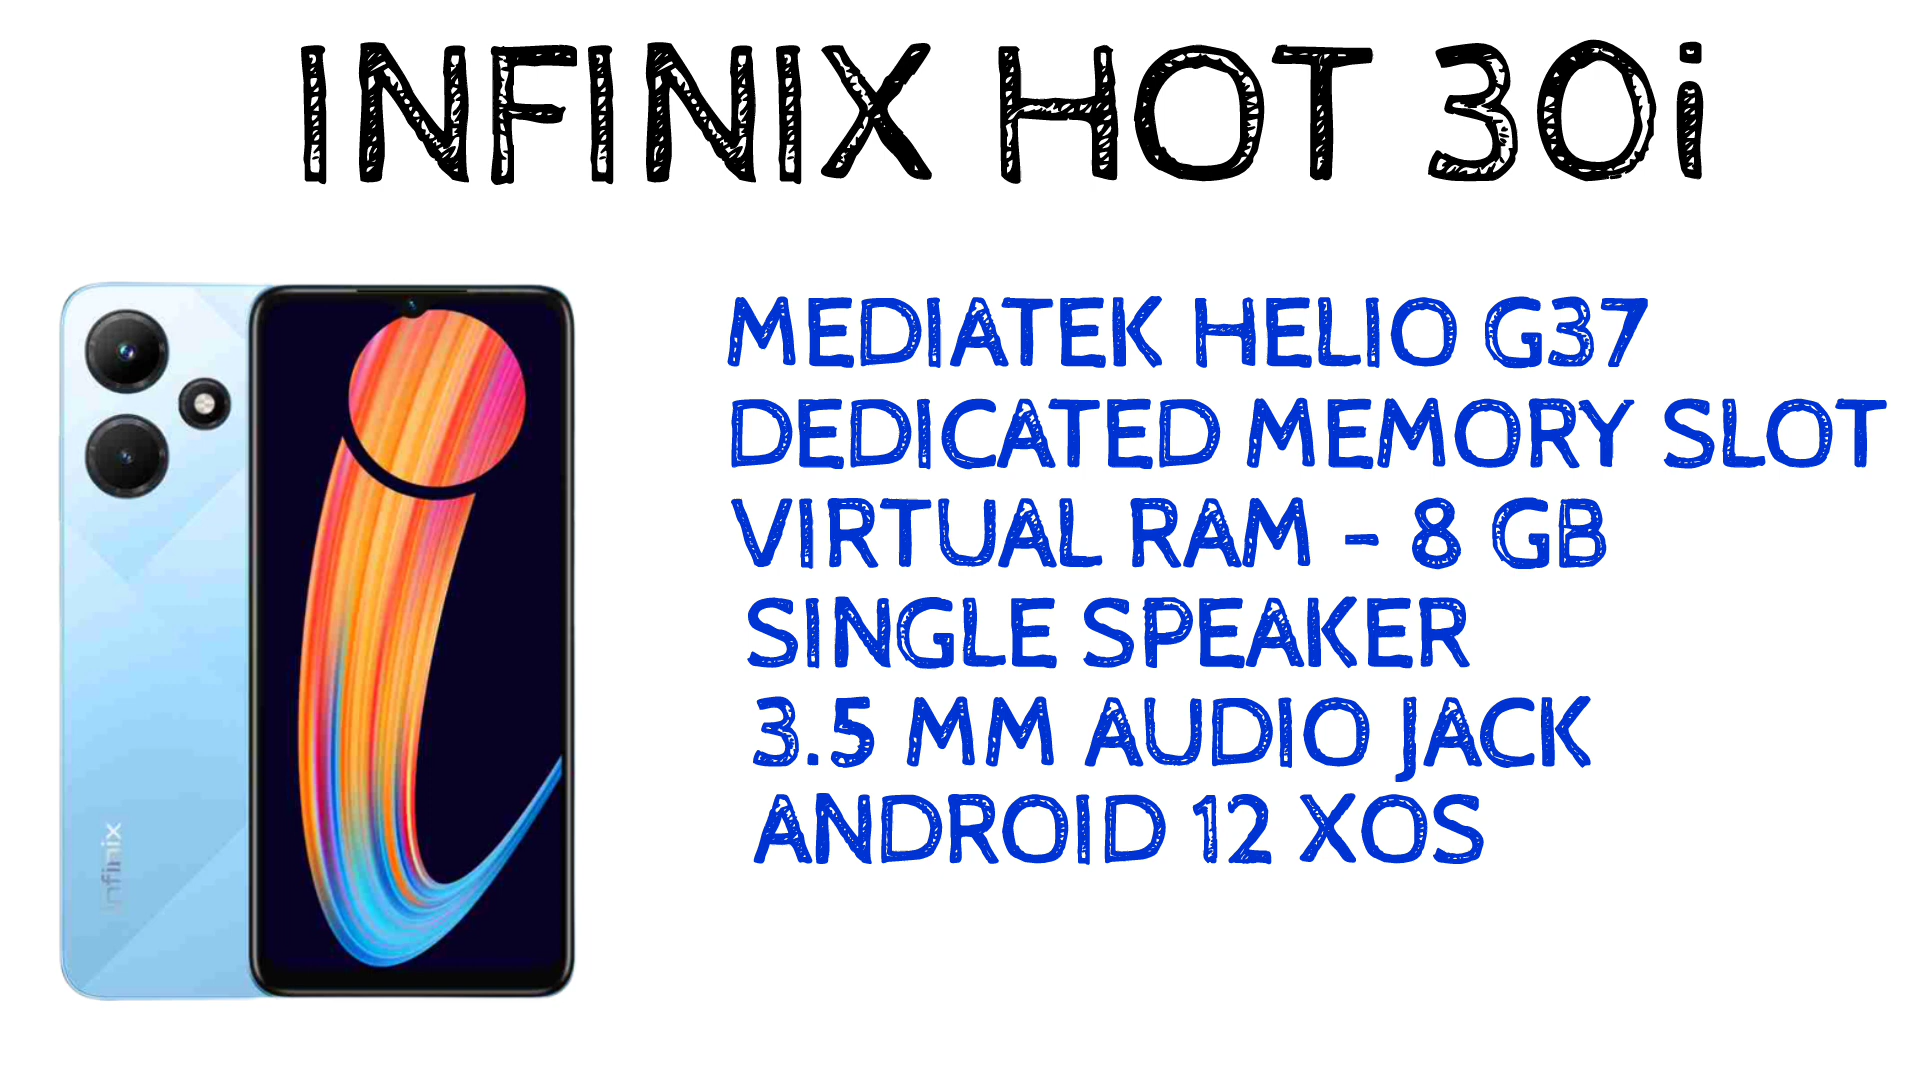 INFINIX HOT 30i
MEDIATEK HELIO G37
DEDICATED MEMORY SLOT
VIRTUAL RAM - 8 GB
SINGLE SPEAKER
3.5 MM AUDIO JACK
ANDROID 12 XOS
Infinix